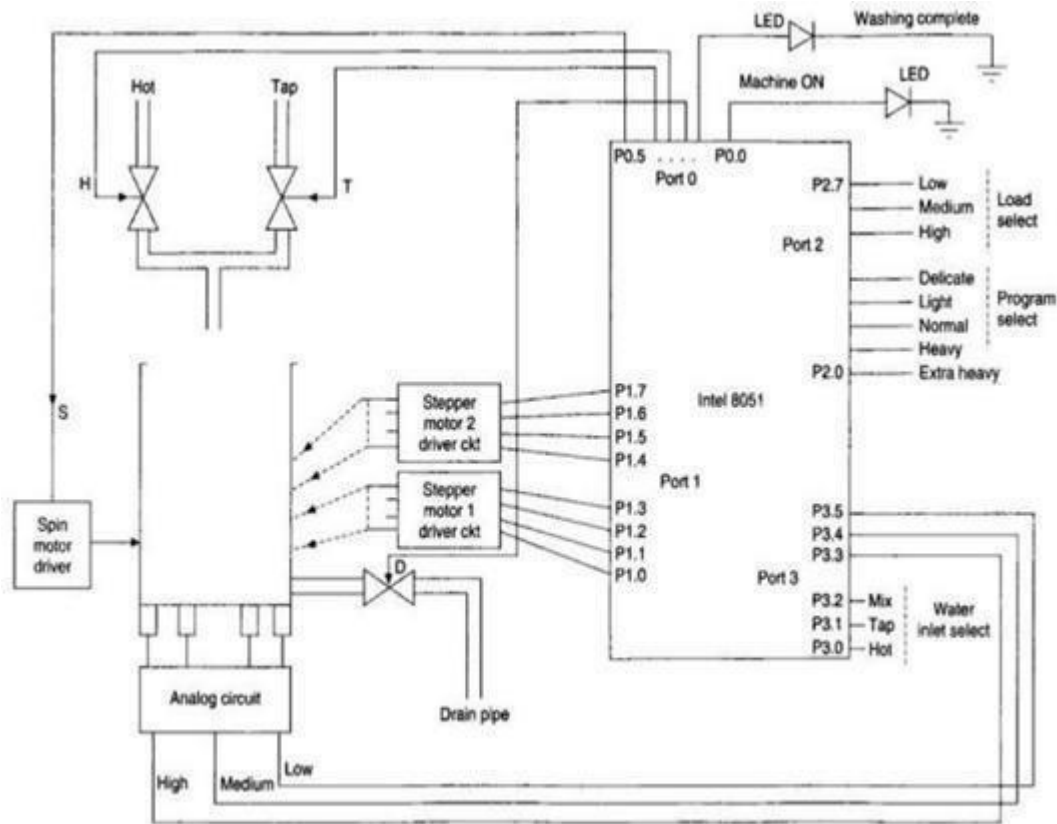 LED
Washing complete
Machine ON
LED
Hot
Tap
H
T
P0.5 . . . . P0.0
Port 0
P2.7
Low
Medium
High
Load
select
Port 2
Delicate
Light
Normal
Heavy
Extra heavy
Program
select
P2.0
S
Stepper
motor 2
driver ckt
P1.7
P1.6
P1.5
P1.4
Intel 8051
Port 1
Stepper
motor 1
driver ckt
P1.3
P1.2
P1.1
P1.0
P3.5
P3.4
P3.3
Port 3
P3.2
Mix
P3.1
Tap
P3.0
Hot
Water
inlet select
Spin
motor
driver
D
Drain pipe
Analog circuit
High
Medium
Low